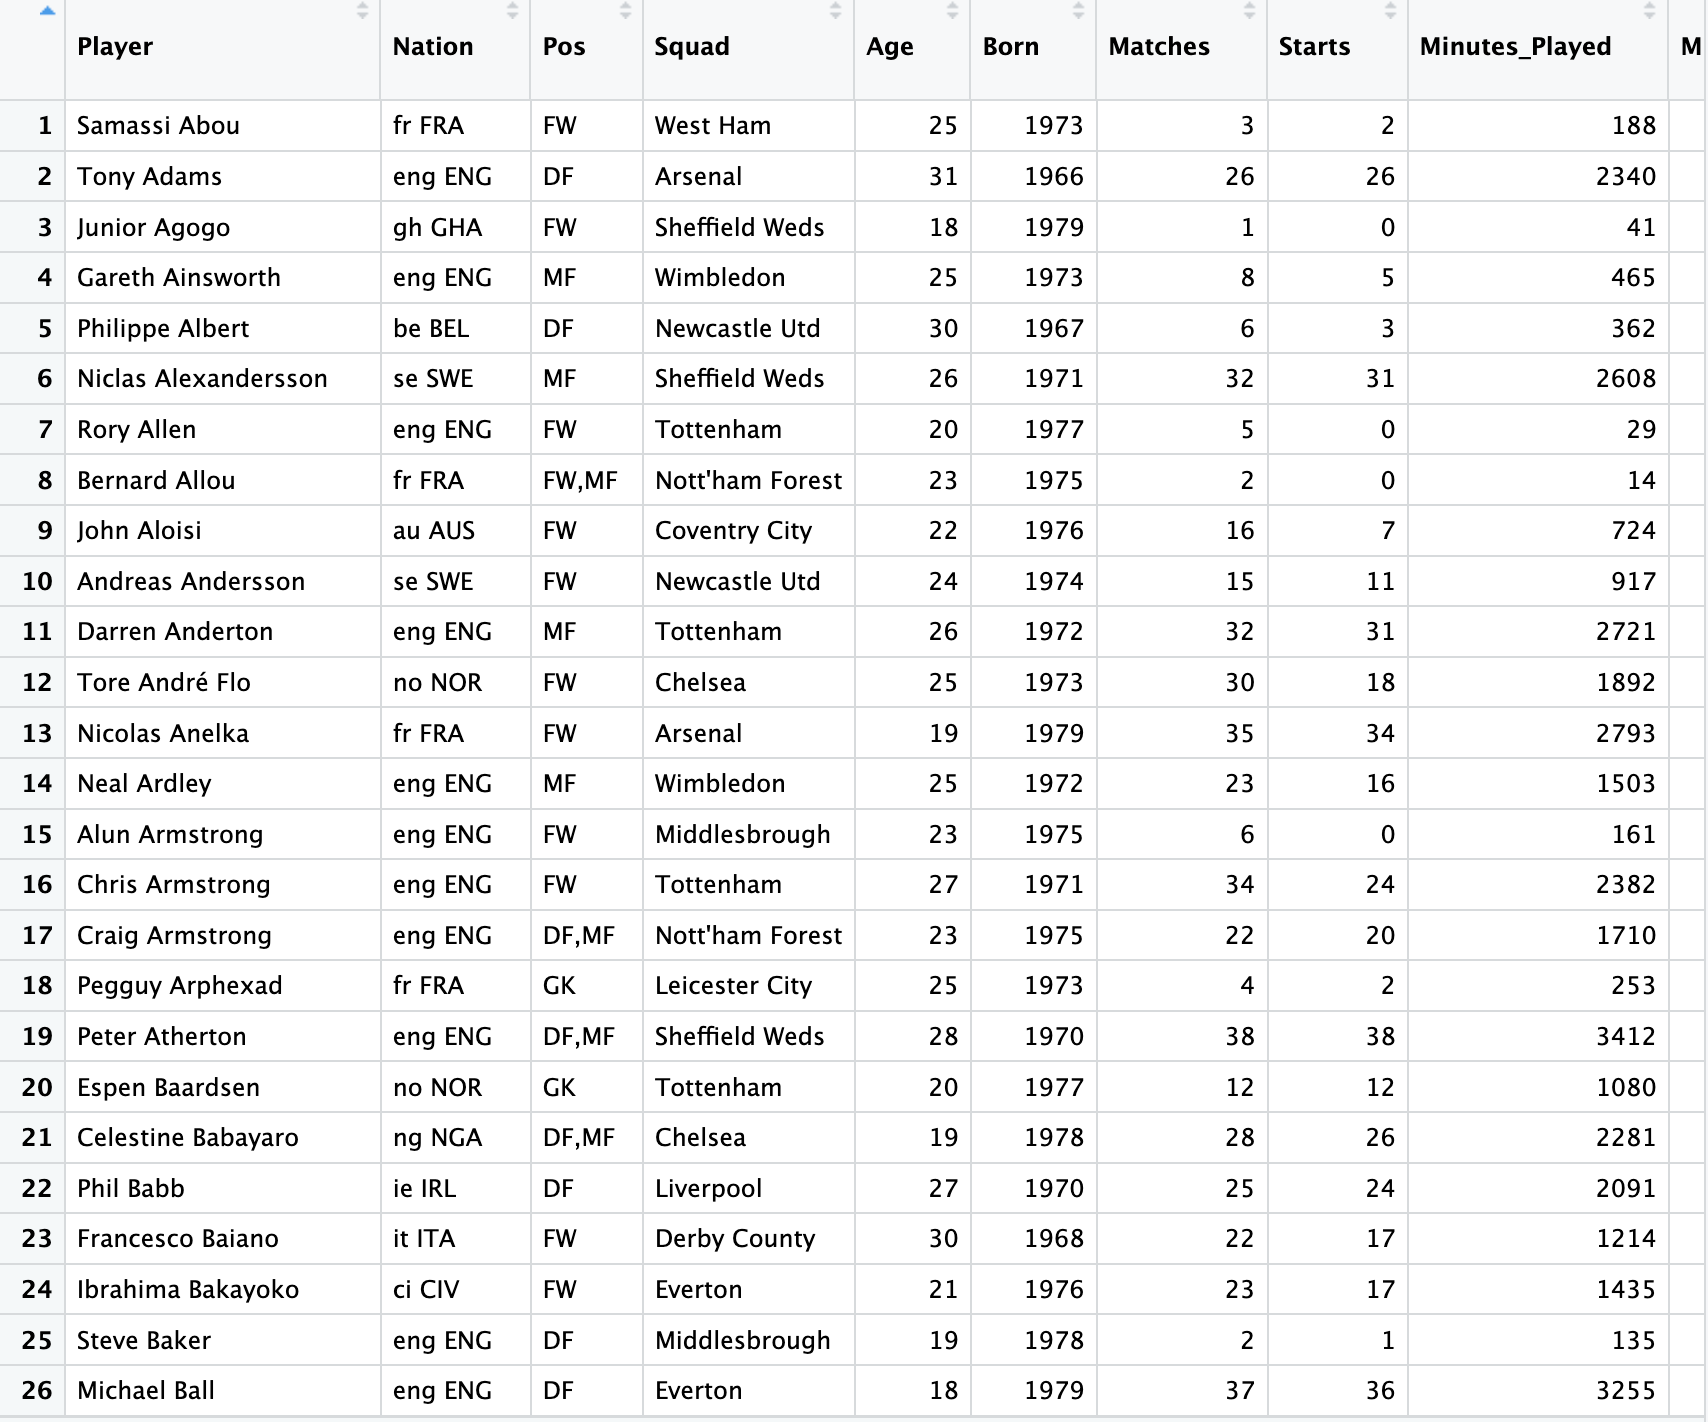 Player Nation Pos Squad Age Born Matches Starts Minutes_Played M
1 Samassi Abou fr FRA FW West Ham 25 1973 3 2 188
2 Tony Adams eng ENG DF Arsenal 31 1966 26 26 2340
3 Junior Agogo gh GHA FW Sheffield Weds 18 1979 1 0 41
4 Gareth Ainsworth eng ENG MF Wimbledon 25 1973 8 5 465
5 Philippe Albert be BEL DF Newcastle Utd 30 1967 6 3 362
6 Niclas Alexandersson se SWE MF Sheffield Weds 26 1971 32 31 2608
7 Rory Allen eng ENG FW Tottenham 20 1977 5 0 29
8 Bernard Allou fr FRA FW,MF Nott'ham Forest 23 1975 2 0 14
9 John Aloisi au AUS FW Coventry City 22 1976 16 7 724
10 Andreas Andersson se SWE FW Newcastle Utd 24 1974 15 11 917
11 Darren Anderton eng ENG MF Tottenham 26 1972 32 31 2721
12 Tore André Flo no NOR FW Chelsea 25 1973 30 18 1892
13 Nicolas Anelka fr FRA FW Arsenal 19 1979 35 34 2793
14 Neal Ardley eng ENG MF Wimbledon 25 1972 23 16 1503
15 Alun Armstrong eng ENG FW Middlesbrough 23 1975 6 0 161
16 Chris Armstrong eng ENG FW Tottenham 27 1971 34 24 2382
17 Craig Armstrong eng ENG DF,MF Nott'ham Forest 23 1975 22 20 1710
18 Pegguy Arphexad fr FRA GK Leicester City 25 1973 4 2 253
19 Peter Atherton eng ENG DF,MF Sheffield Weds 28 1970 38 38 3412
20 Espen Baardsen no NOR GK Tottenham 20 1977 12 12 1080
21 Celestine Babayaro ng NGA DF,MF Chelsea 19 1978 28 26 2281
22 Phil Babb ie IRL DF Liverpool 27 1970 25 24 2091
23 Francesco Baiano it ITA FW Derby County 30 1968 22 17 1214
24 Ibrahima Bakayoko ci CIV FW Everton 21 1976 23 17 1435
25 Steve Baker eng ENG DF Middlesbrough 19 1978 2 1 135
26 Michael Ball eng ENG DF Everton 18 1979 37 36 3255